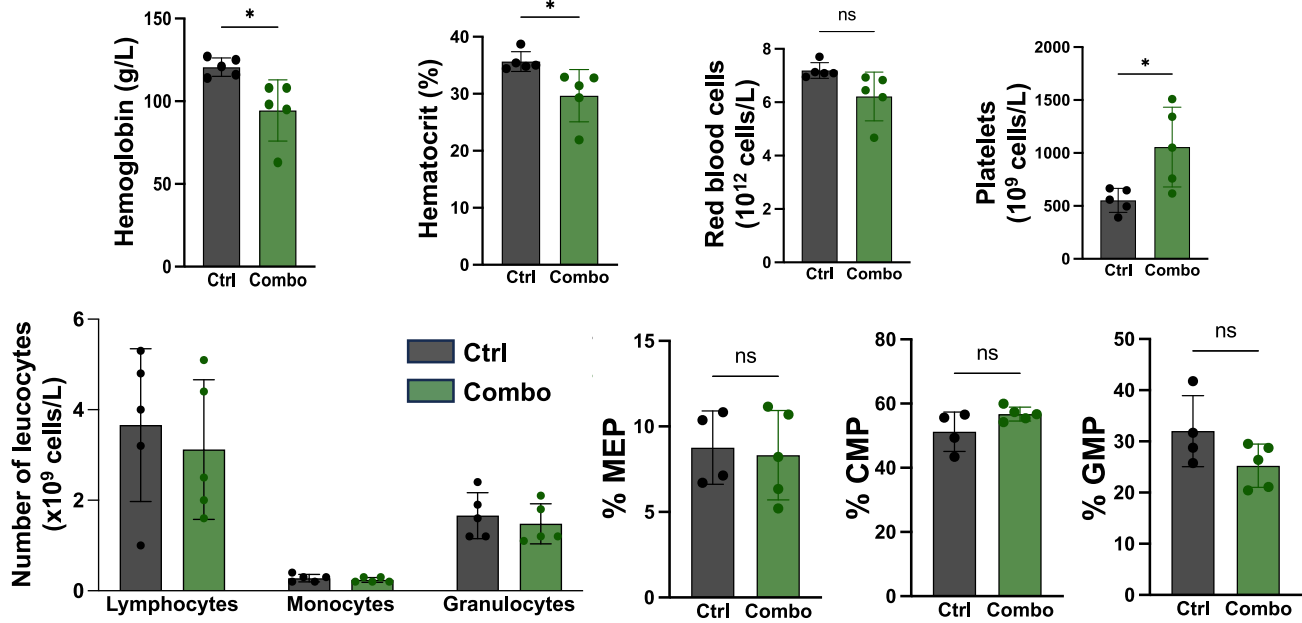 Hemoglobin (g/L)
150
100
50
0
*
Ctrl Combo
Hematocrit (%)
40
30
20
10
0
*
Ctrl Combo
Red blood cells
(10¹² cells/L)
8
6
4
2
0
ns
Ctrl Combo
Platelets
(10⁹ cells/L)
2000
1500
1000
500
0
*
Ctrl Combo
Number of leucocytes
(x10⁹ cells/L)
6
4
2
0
Lymphocytes Monocytes Granulocytes
Ctrl
Combo
% MEP
15
10
5
0
ns
Ctrl Combo
% CMP
80
60
40
20
0
ns
Ctrl Combo
% GMP
50
40
30
20
10
0
ns
Ctrl Combo